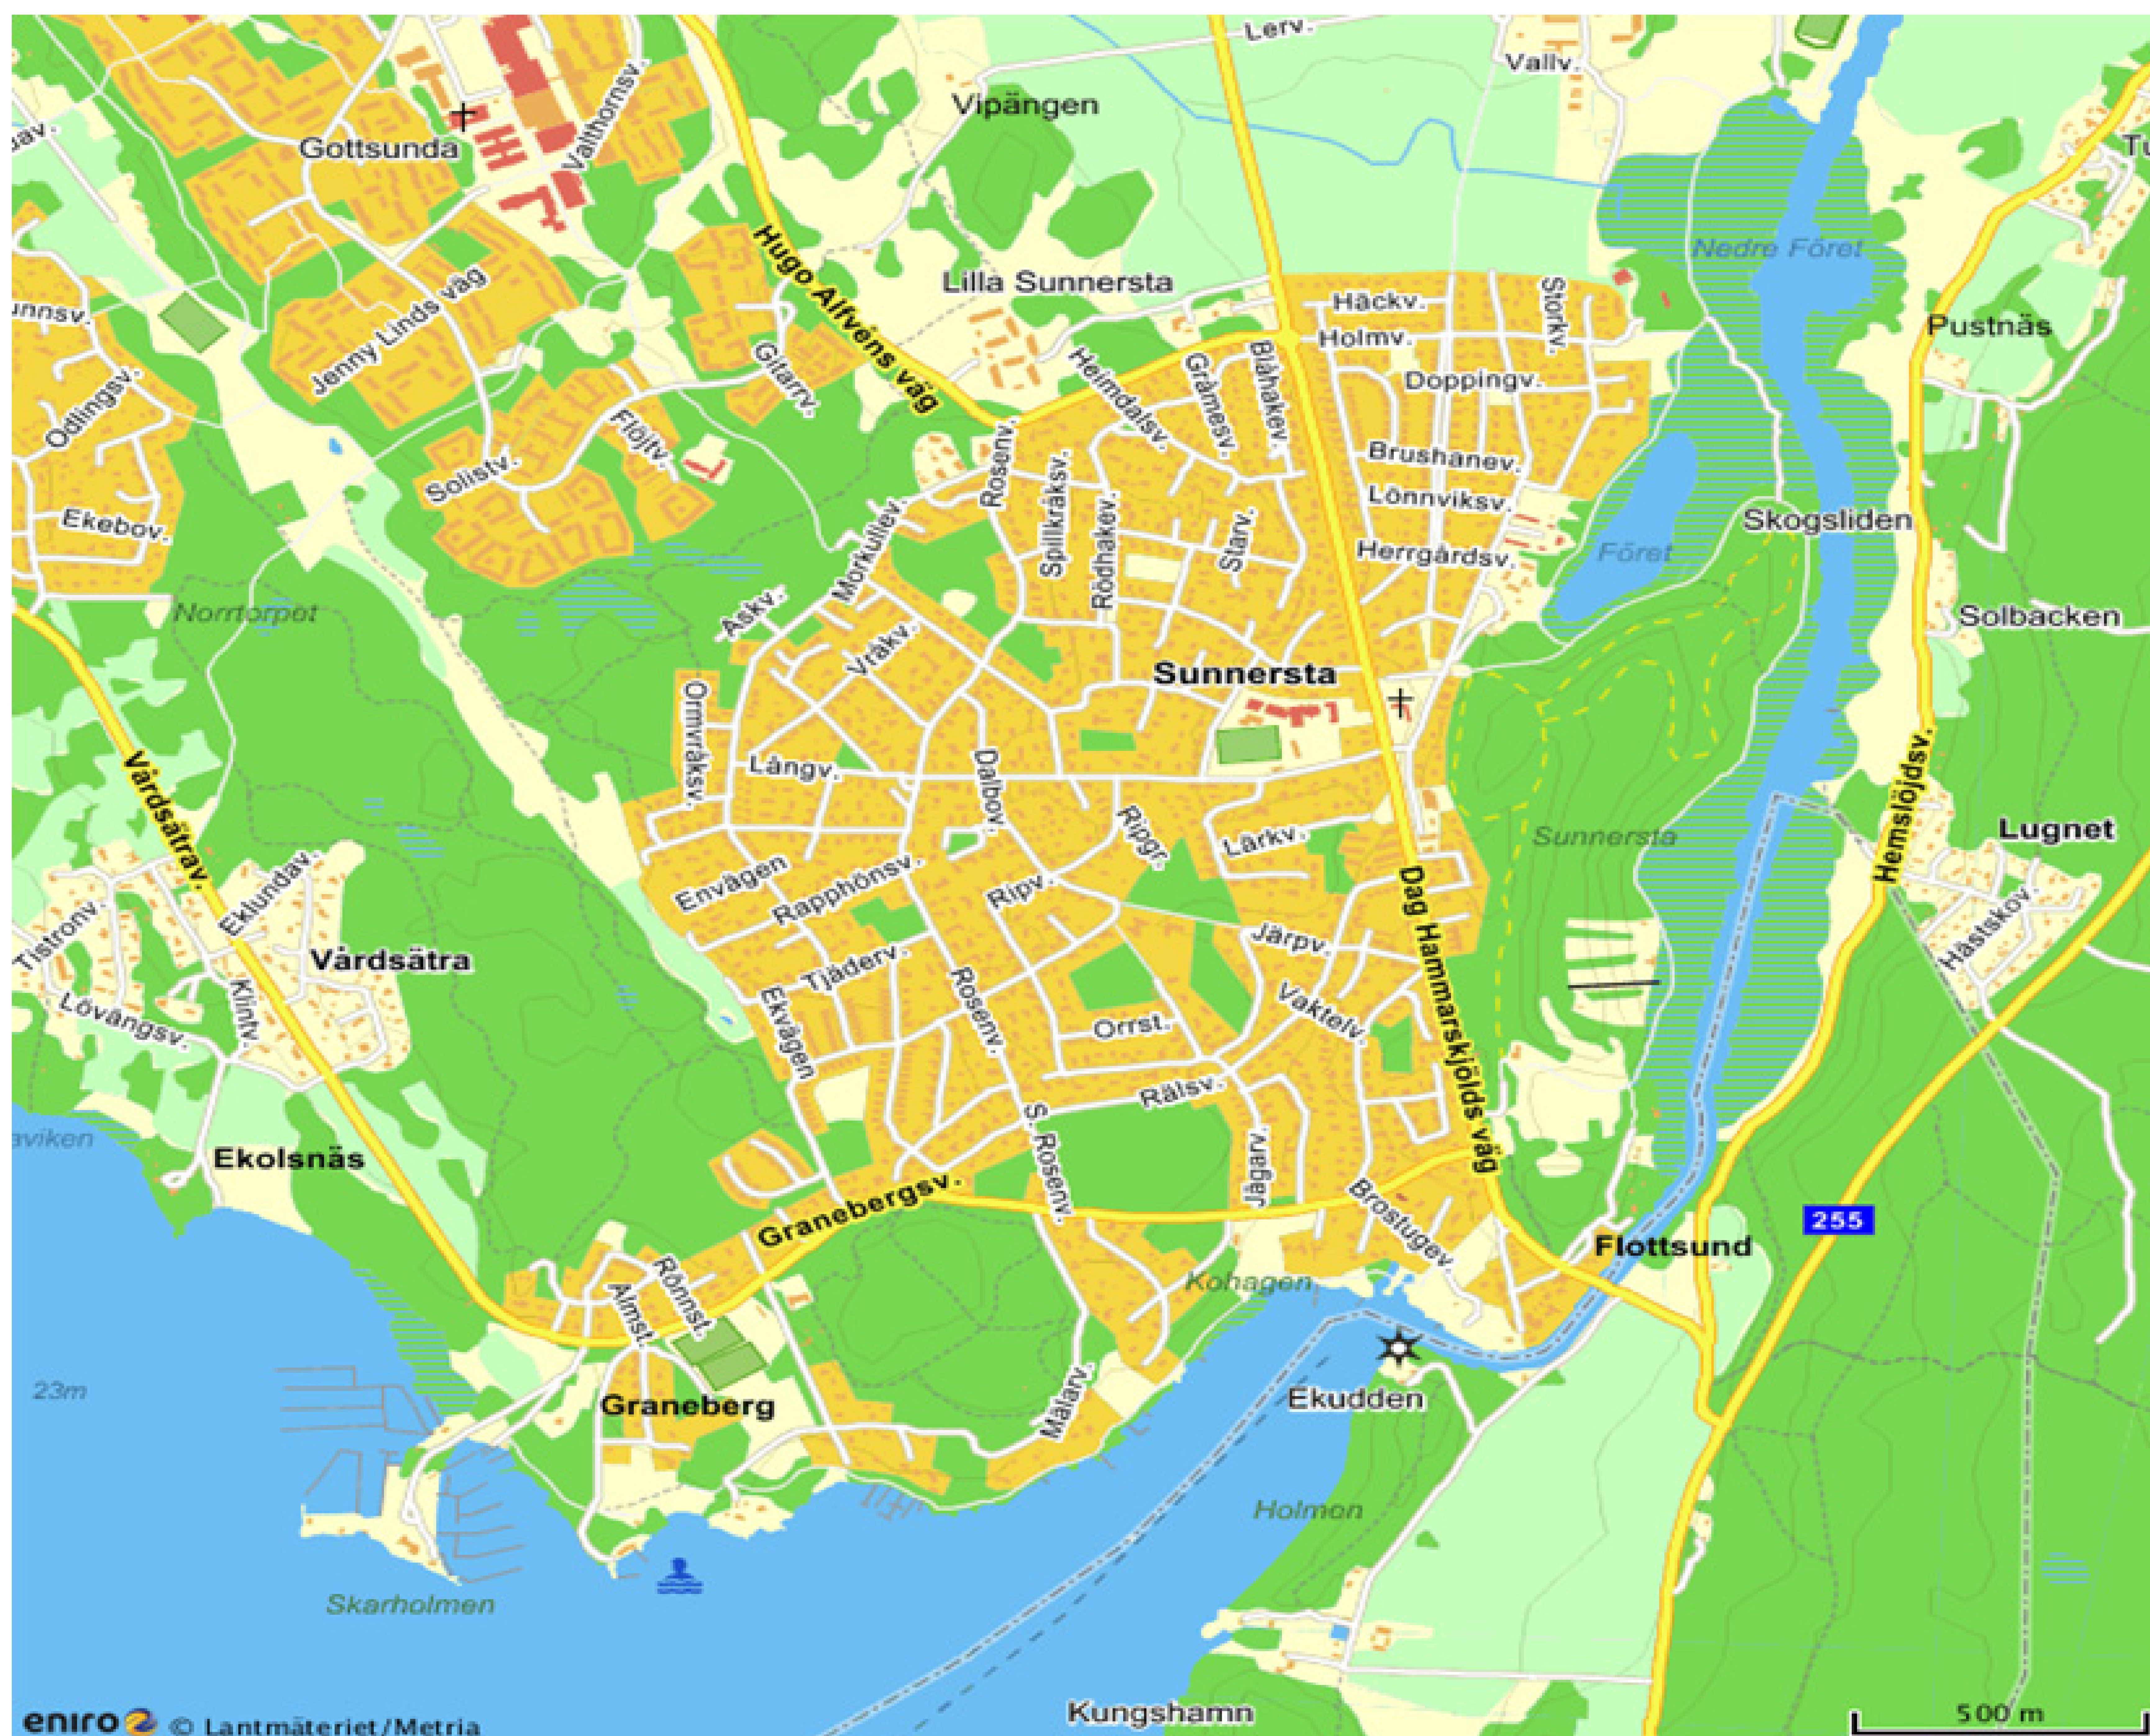 Lerv.
Vallv.
Vipängen
Valthornsv.
Gottsunda
Hugo Alfvéns väg
Nedre Föret
Lilla Sunnersta
Häckv.
Storkv.
Pustnäs
Jenny Linds väg
Holmv.
Gitarrv.
Heimdalsv.
Gråmesv.
Blåhakev.
Doppingv.
Odlingsv.
Flöjtv.
Solistv.
Rosenv.
Spillkråksv.
Brushanev.
Lönnviksv.
Ekebov.
Morkullev.
Rödhakev.
Starv.
Herrgårdsv.
Föret
Skogsliden
Norrtorpet
Askv.
Vråkv.
Solbacken
Sunnersta
Ormvråksv.
Långv.
Dalbov.
Vårdsätrav.
Ripgr.
Lärkv.
Sunnersta
Hemslöjdsv.
Lugnet
Eklundav.
Envägen
Rapphönsv.
Ripv.
Dag Hammarskjölds väg
Tistronv.
Vårdsätra
Järpv.
Hästskov.
Tjäderv.
Lövängsv.
Klintv.
Ekvägen
Rosenv.
Orrst.
Vaktelv.
Rälsv.
Ekolsnäs
S. Rosenv.
Jägarv.
Granebergsv.
Brostugev.
255
Flottsund
Rönnst.
Almst.
Kohagen
23m
Graneberg
Mälarv.
Ekudden
Holmen
Skarholmen
Kungshamn
500 m
eniro © Lantmäteriet/Metria